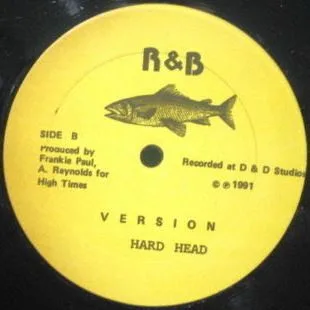 R&B
SIDE B
Produced by
Frankie Paul,
A. Reynolds for
High Times
Recorded at D & D Studios
© ℗ 1991
VERSION
HARD HEAD